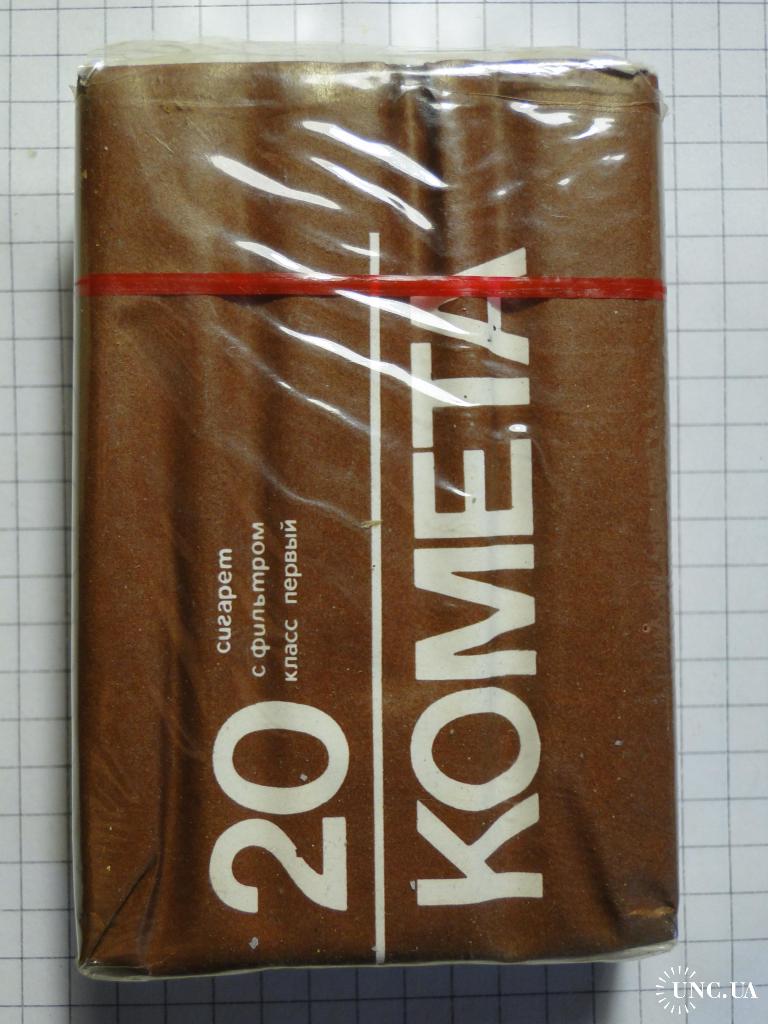 20
сигарет
с фильтром
класс первый
КОМЕТА
UNC.UA